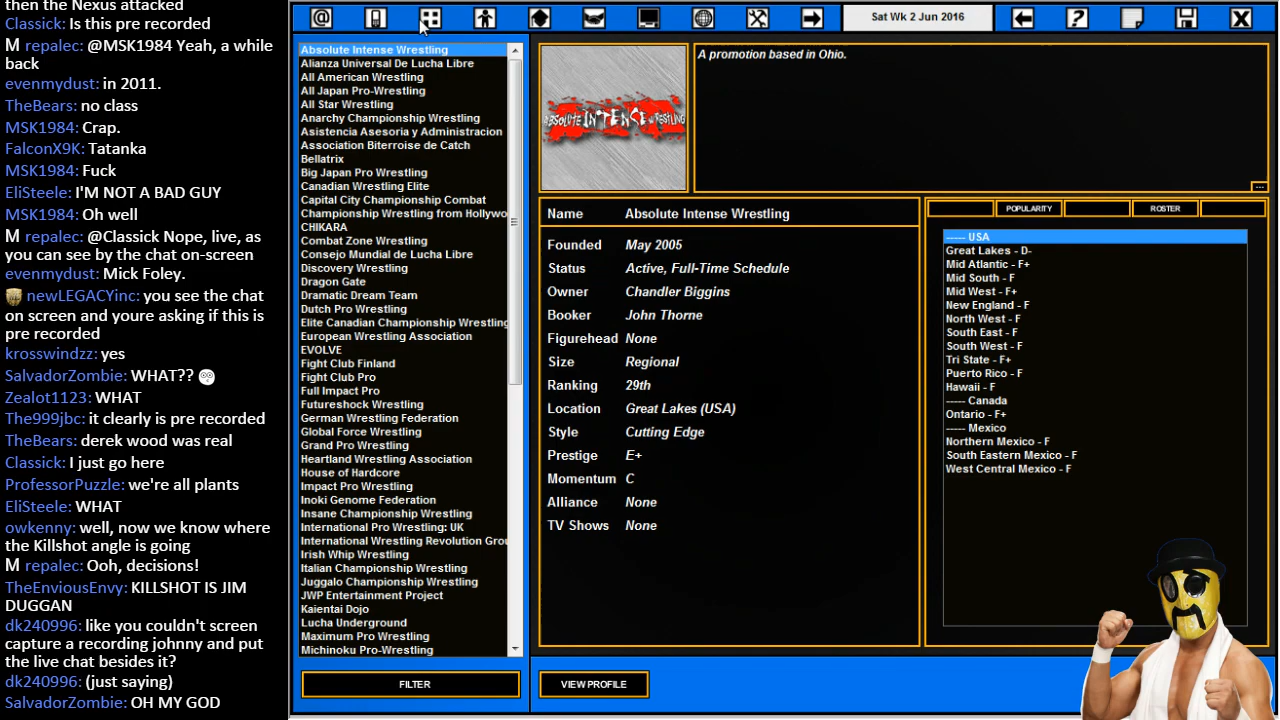 then the Nexus attacked
Classick: Is this pre recorded
M repalec: @MSK1984 Yeah, a while
back
evenmydust: in 2011.
TheBears: no class
MSK1984: Crap.
FalconX9K: Tatanka
MSK1984: Fuck
EliSteele: I'M NOT A BAD GUY
MSK1984: Oh well
M repalec: @Classick Nope, live, as
you can see by the chat on-screen
evenmydust: Mick Foley.
newLEGACYinc: you see the chat
on screen and youre asking if this is
pre recorded
krosswindzz: yes
SalvadorZombie: WHAT??
Zealot1123: WHAT
The999jbc: it clearly is pre recorded
TheBears: derek wood was real
Classick: I just go here
ProfessorPuzzle: we're all plants
EliSteele: WHAT
owkenny: well, now we know where
the Killshot angle is going
M repalec: Ooh, decisions!
TheEnviousEnvy: KILLSHOT IS JIM
DUGGAN
dk240996: like you couldn't screen
capture a recording johnny and put
the live chat besides it?
dk240996: (just saying)
SalvadorZombie: OH MY GOD
Sat Wk 2 Jun 2016
Absolute Intense Wrestling
Alianza Universal De Lucha Libre
All American Wrestling
All Japan Pro-Wrestling
All Star Wrestling
Anarchy Championship Wrestling
Asistencia Asesoria y Administracion
Association Biterroise de Catch
Bellatrix
Big Japan Pro Wrestling
Canadian Wrestling Elite
Capital City Championship Combat
Championship Wrestling from Hollywo
CHIKARA
Combat Zone Wrestling
Consejo Mundial de Lucha Libre
Discovery Wrestling
Dragon Gate
Dramatic Dream Team
Dutch Pro Wrestling
Elite Canadian Championship Wrestling
European Wrestling Association
EVOLVE
Fight Club Finland
Fight Club Pro
Full Impact Pro
Futureshock Wrestling
German Wrestling Federation
Global Force Wrestling
Grand Pro Wrestling
Heartland Wrestling Association
House of Hardcore
Impact Pro Wrestling
Inoki Genome Federation
Insane Championship Wrestling
International Pro Wrestling: UK
International Wrestling Revolution Grou
Irish Whip Wrestling
Italian Championship Wrestling
Juggalo Championship Wrestling
JWP Entertainment Project
Kaientai Dojo
Lucha Underground
Maximum Pro Wrestling
Michinoku Pro-Wrestling
FILTER
ABSOLUTE INTENSE WRESTLING
A promotion based in Ohio.
...
Name Absolute Intense Wrestling
Founded May 2005
Status Active, Full-Time Schedule
Owner Chandler Biggins
Booker John Thorne
Figurehead None
Size Regional
Ranking 29th
Location Great Lakes (USA)
Style Cutting Edge
Prestige E+
Momentum C
Alliance None
TV Shows None
VIEW PROFILE
POPULARITY ROSTER
----- USA
Great Lakes - D-
Mid Atlantic - F+
Mid South - F
Mid West - F+
New England - F
North West - F
South East - F
South West - F
Tri State - F+
Puerto Rico - F
Hawaii - F
----- Canada
Ontario - F+
----- Mexico
Northern Mexico - F
South Eastern Mexico - F
West Central Mexico - F